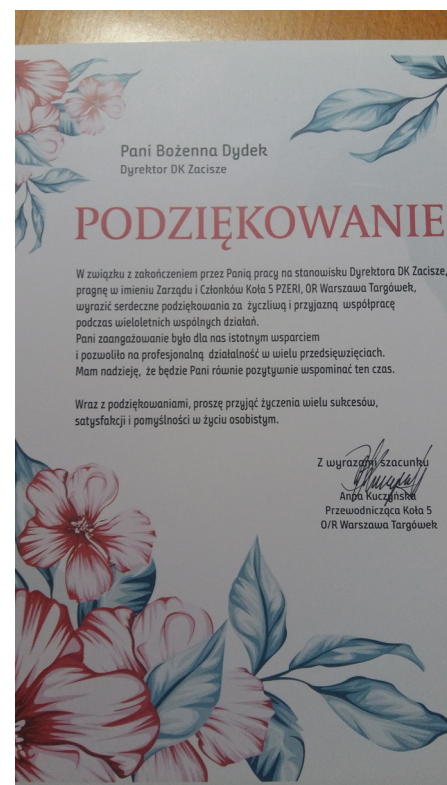 Pani Bożenna Dydek
Dyrektor DK Zacisze
PODZIĘKOWANIE
W związku z zakończeniem przez Panią pracy na stanowisku Dyrektora DK Zacisze,
pragnę w imieniu Zarządu i Członków Koła 5 PZERI, OR Warszawa Targówek,
wyrazić serdeczne podziękowania za życzliwą i przyjazną współpracę
podczas wieloletnich wspólnych działań.
Pani zaangażowanie było dla nas istotnym wsparciem
i pozwoliło na profesjonalną działalność w wielu przedsięwzięciach.
Mam nadzieję, że będzie Pani równie pozytywnie wspominać ten czas.
Wraz z podziękowaniami, proszę przyjąć życzenia wielu sukcesów,
satysfakcji i pomyślności w życiu osobistym.
Z wyrazami szacunku
Anna Kuczyńska
Przewodnicząca Koła 5
O/R Warszawa Targówek